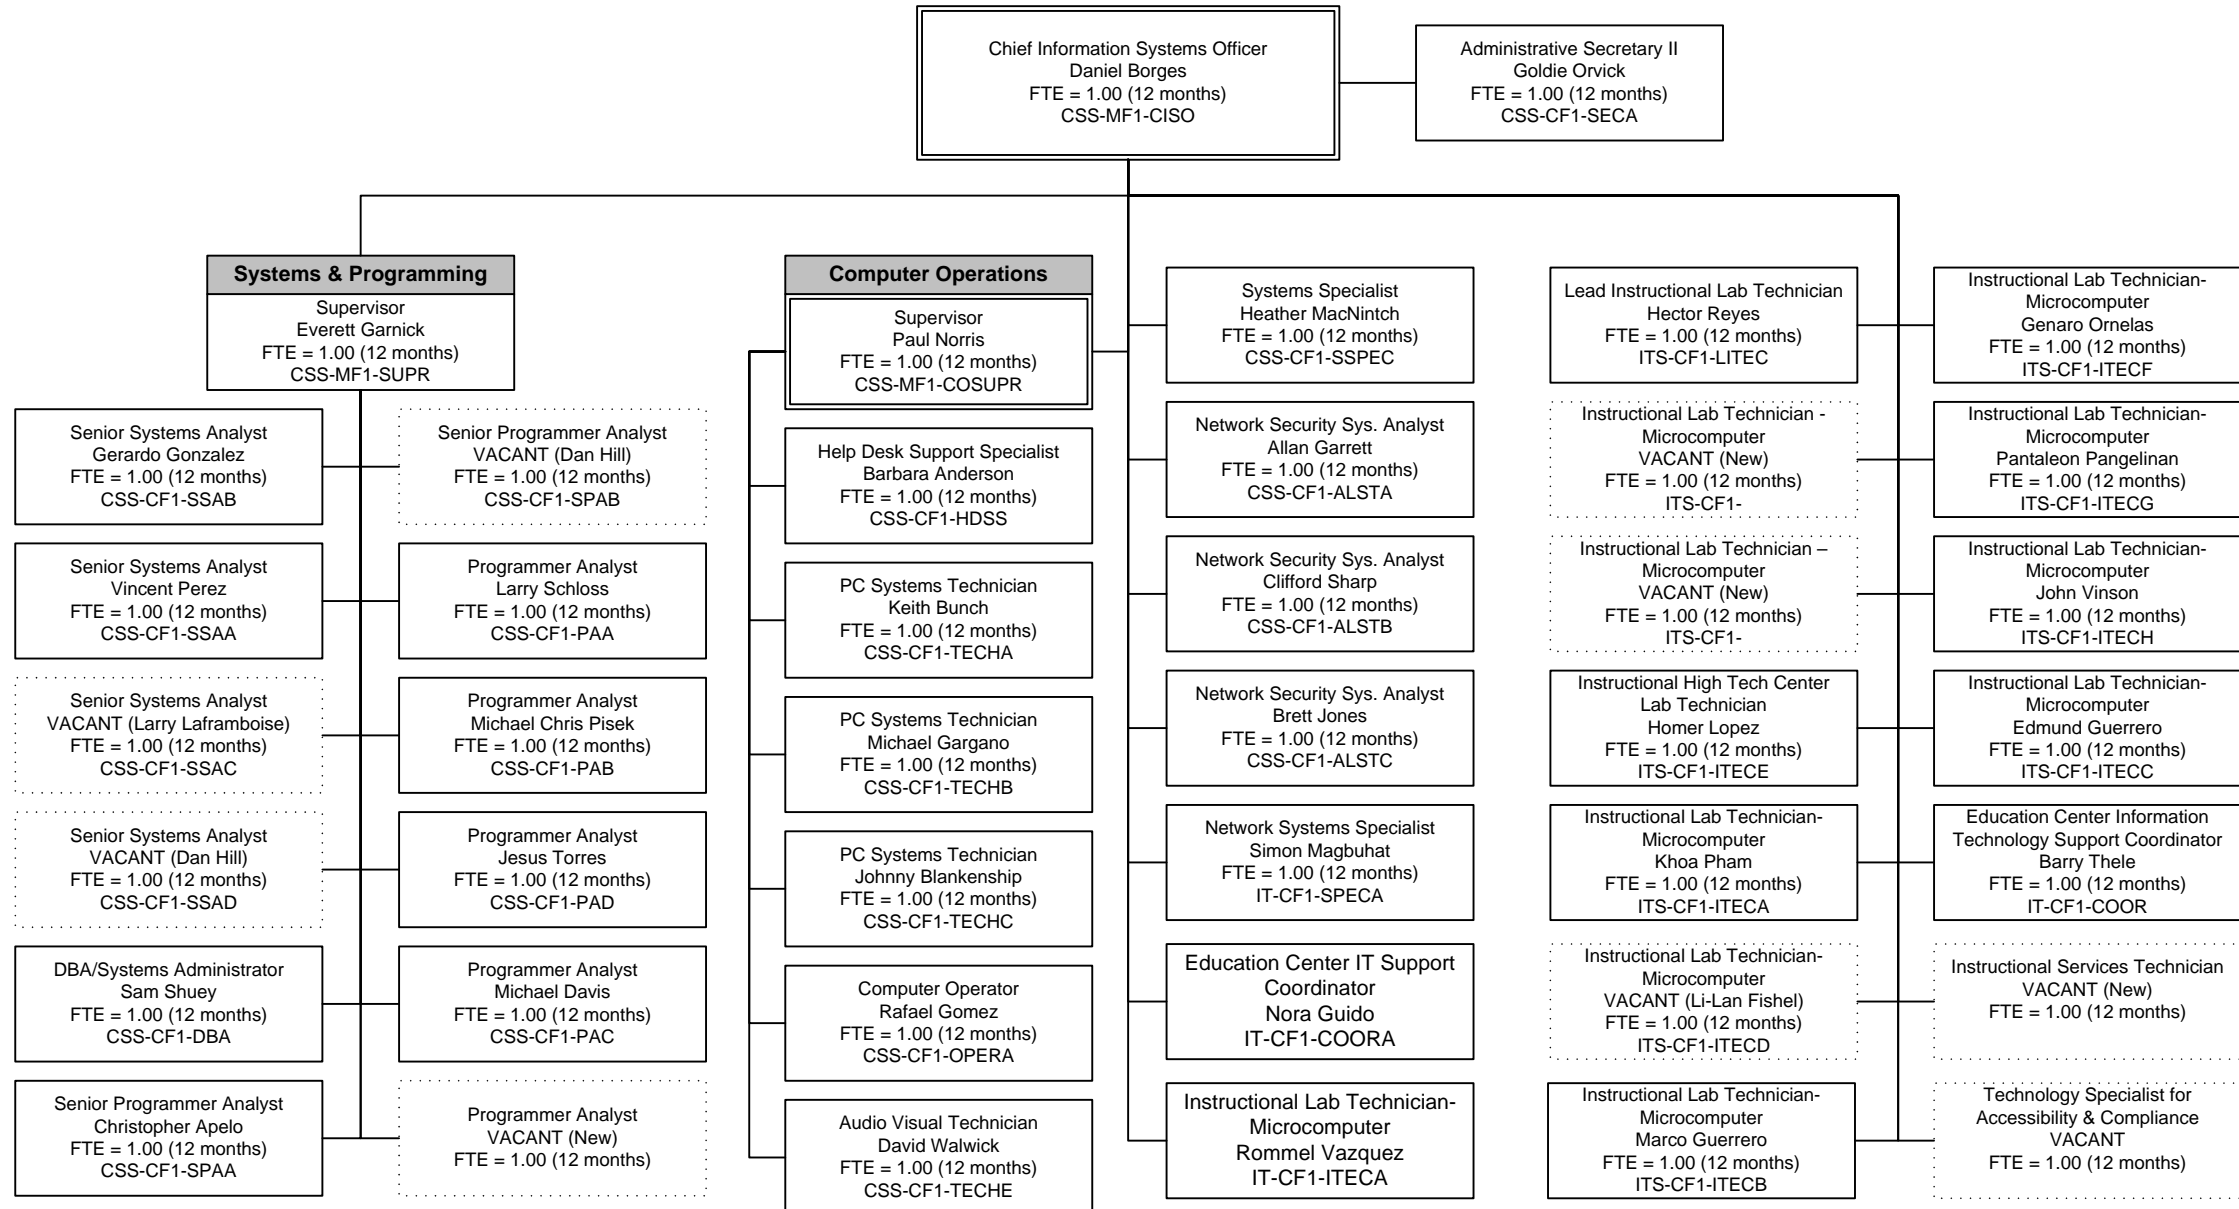 Chief Information Systems Officer
Daniel Borges
FTE = 1.00 (12 months)
CSS-MF1-CISO
Administrative Secretary II
Goldie Orvick
FTE = 1.00 (12 months)
CSS-CF1-SECA
Systems & Programming
Supervisor
Everett Garnick
FTE = 1.00 (12 months)
CSS-MF1-SUPR
Senior Systems Analyst
Gerardo Gonzalez
FTE = 1.00 (12 months)
CSS-CF1-SSAB
Senior Programmer Analyst
VACANT (Dan Hill)
FTE = 1.00 (12 months)
CSS-CF1-SPAB
Senior Systems Analyst
Vincent Perez
FTE = 1.00 (12 months)
CSS-CF1-SSAA
Programmer Analyst
Larry Schloss
FTE = 1.00 (12 months)
CSS-CF1-PAA
Senior Systems Analyst
VACANT (Larry Laframboise)
FTE = 1.00 (12 months)
CSS-CF1-SSAC
Programmer Analyst
Michael Chris Pisek
FTE = 1.00 (12 months)
CSS-CF1-PAB
Senior Systems Analyst
VACANT (Dan Hill)
FTE = 1.00 (12 months)
CSS-CF1-SSAD
Programmer Analyst
Jesus Torres
FTE = 1.00 (12 months)
CSS-CF1-PAD
DBA/Systems Administrator
Sam Shuey
FTE = 1.00 (12 months)
CSS-CF1-DBA
Programmer Analyst
Michael Davis
FTE = 1.00 (12 months)
CSS-CF1-PAC
Senior Programmer Analyst
Christopher Apelo
FTE = 1.00 (12 months)
CSS-CF1-SPAA
Programmer Analyst
VACANT (New)
FTE = 1.00 (12 months)
Computer Operations
Supervisor
Paul Norris
FTE = 1.00 (12 months)
CSS-MF1-COSUPR
Help Desk Support Specialist
Barbara Anderson
FTE = 1.00 (12 months)
CSS-CF1-HDSS
PC Systems Technician
Keith Bunch
FTE = 1.00 (12 months)
CSS-CF1-TECHA
PC Systems Technician
Michael Gargano
FTE = 1.00 (12 months)
CSS-CF1-TECHB
PC Systems Technician
Johnny Blankenship
FTE = 1.00 (12 months)
CSS-CF1-TECHC
Computer Operator
Rafael Gomez
FTE = 1.00 (12 months)
CSS-CF1-OPERA
Audio Visual Technician
David Walwick
FTE = 1.00 (12 months)
CSS-CF1-TECHE
Systems Specialist
Heather MacNintch
FTE = 1.00 (12 months)
CSS-CF1-SSPEC
Network Security Sys. Analyst
Allan Garrett
FTE = 1.00 (12 months)
CSS-CF1-ALSTA
Network Security Sys. Analyst
Clifford Sharp
FTE = 1.00 (12 months)
CSS-CF1-ALSTB
Network Security Sys. Analyst
Brett Jones
FTE = 1.00 (12 months)
CSS-CF1-ALSTC
Network Systems Specialist
Simon Magbuhat
FTE = 1.00 (12 months)
IT-CF1-SPECA
Education Center IT Support
Coordinator
Nora Guido
IT-CF1-COORA
Instructional Lab Technician-
Microcomputer
Rommel Vazquez
IT-CF1-ITECA
Lead Instructional Lab Technician
Hector Reyes
FTE = 1.00 (12 months)
ITS-CF1-LITEC
Instructional Lab Technician-
Microcomputer
Genaro Ornelas
FTE = 1.00 (12 months)
ITS-CF1-ITECF
Instructional Lab Technician -
Microcomputer
VACANT (New)
FTE = 1.00 (12 months)
ITS-CF1-
Instructional Lab Technician-
Microcomputer
Pantaleon Pangelinan
FTE = 1.00 (12 months)
ITS-CF1-ITECG
Instructional Lab Technician –
Microcomputer
VACANT (New)
FTE = 1.00 (12 months)
ITS-CF1-
Instructional Lab Technician-
Microcomputer
John Vinson
FTE = 1.00 (12 months)
ITS-CF1-ITECH
Instructional High Tech Center
Lab Technician
Homer Lopez
FTE = 1.00 (12 months)
ITS-CF1-ITECE
Instructional Lab Technician-
Microcomputer
Edmund Guerrero
FTE = 1.00 (12 months)
ITS-CF1-ITECC
Instructional Lab Technician-
Microcomputer
Khoa Pham
FTE = 1.00 (12 months)
ITS-CF1-ITECA
Education Center Information
Technology Support Coordinator
Barry Thele
FTE = 1.00 (12 months)
IT-CF1-COOR
Instructional Lab Technician-
Microcomputer
VACANT (Li-Lan Fishel)
FTE = 1.00 (12 months)
ITS-CF1-ITECD
Instructional Services Technician
VACANT (New)
FTE = 1.00 (12 months)
Instructional Lab Technician-
Microcomputer
Marco Guerrero
FTE = 1.00 (12 months)
ITS-CF1-ITECB
Technology Specialist for
Accessibility & Compliance
VACANT
FTE = 1.00 (12 months)